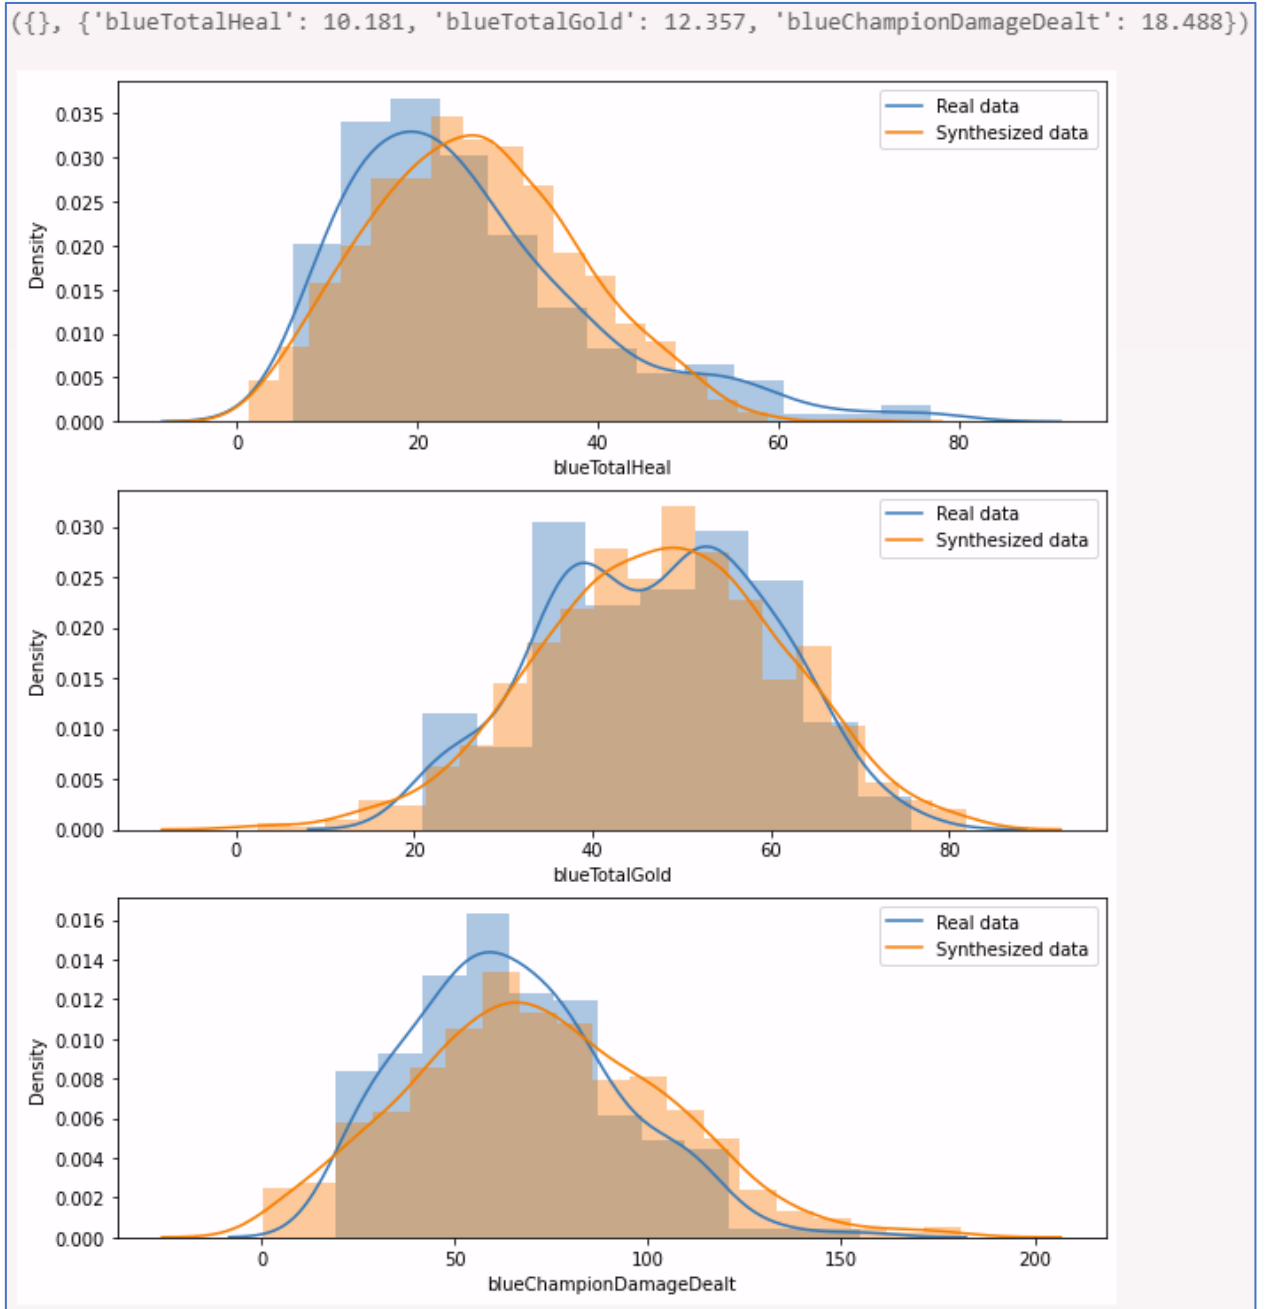 ({}, {'blueTotalHeal': 10.181, 'blueTotalGold': 12.357, 'blueChampionDamageDealt': 18.488})
Real data
Synthesized data
0.035
0.030
0.025
0.020
0.015
0.010
0.005
0.000
Density
0 20 40 60 80
blueTotalHeal
Real data
Synthesized data
0.030
0.025
0.020
0.015
0.010
0.005
0.000
Density
0 20 40 60 80
blueTotalGold
Real data
Synthesized data
0.016
0.014
0.012
0.010
0.008
0.006
0.004
0.002
0.000
Density
0 50 100 150 200
blueChampionDamageDealt